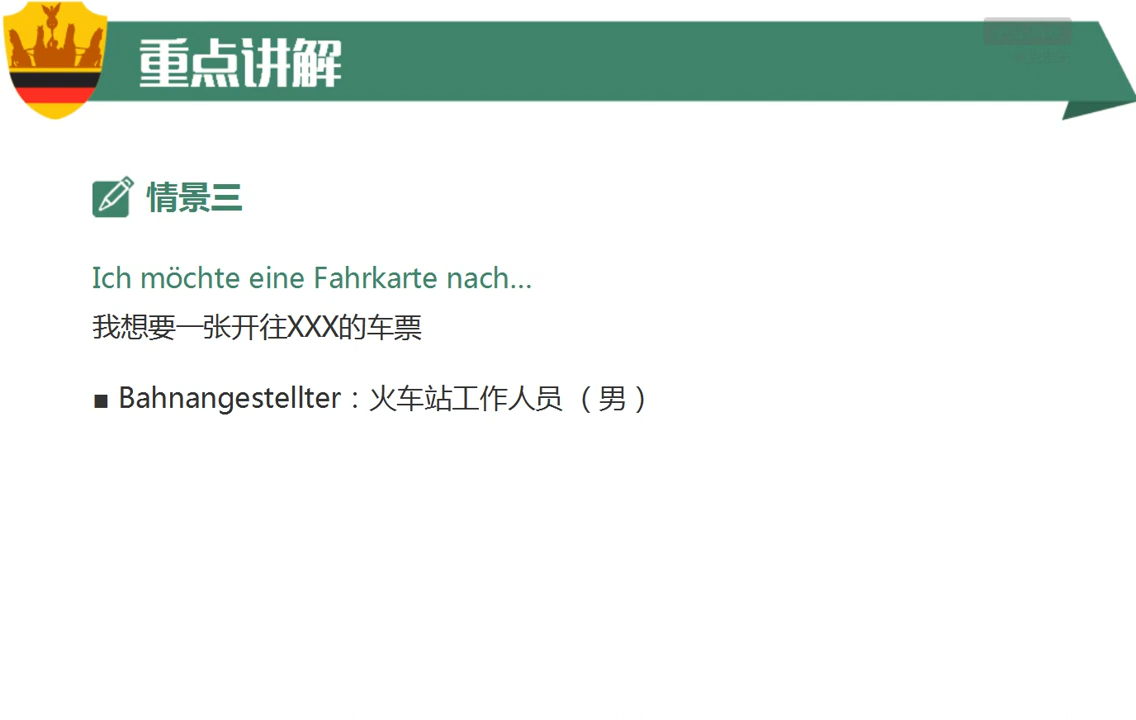 重点讲解
情景三
Ich möchte eine Fahrkarte nach...
我想要一张开往XXX的车票
■ Bahnangestellter：火车站工作人员 （男）